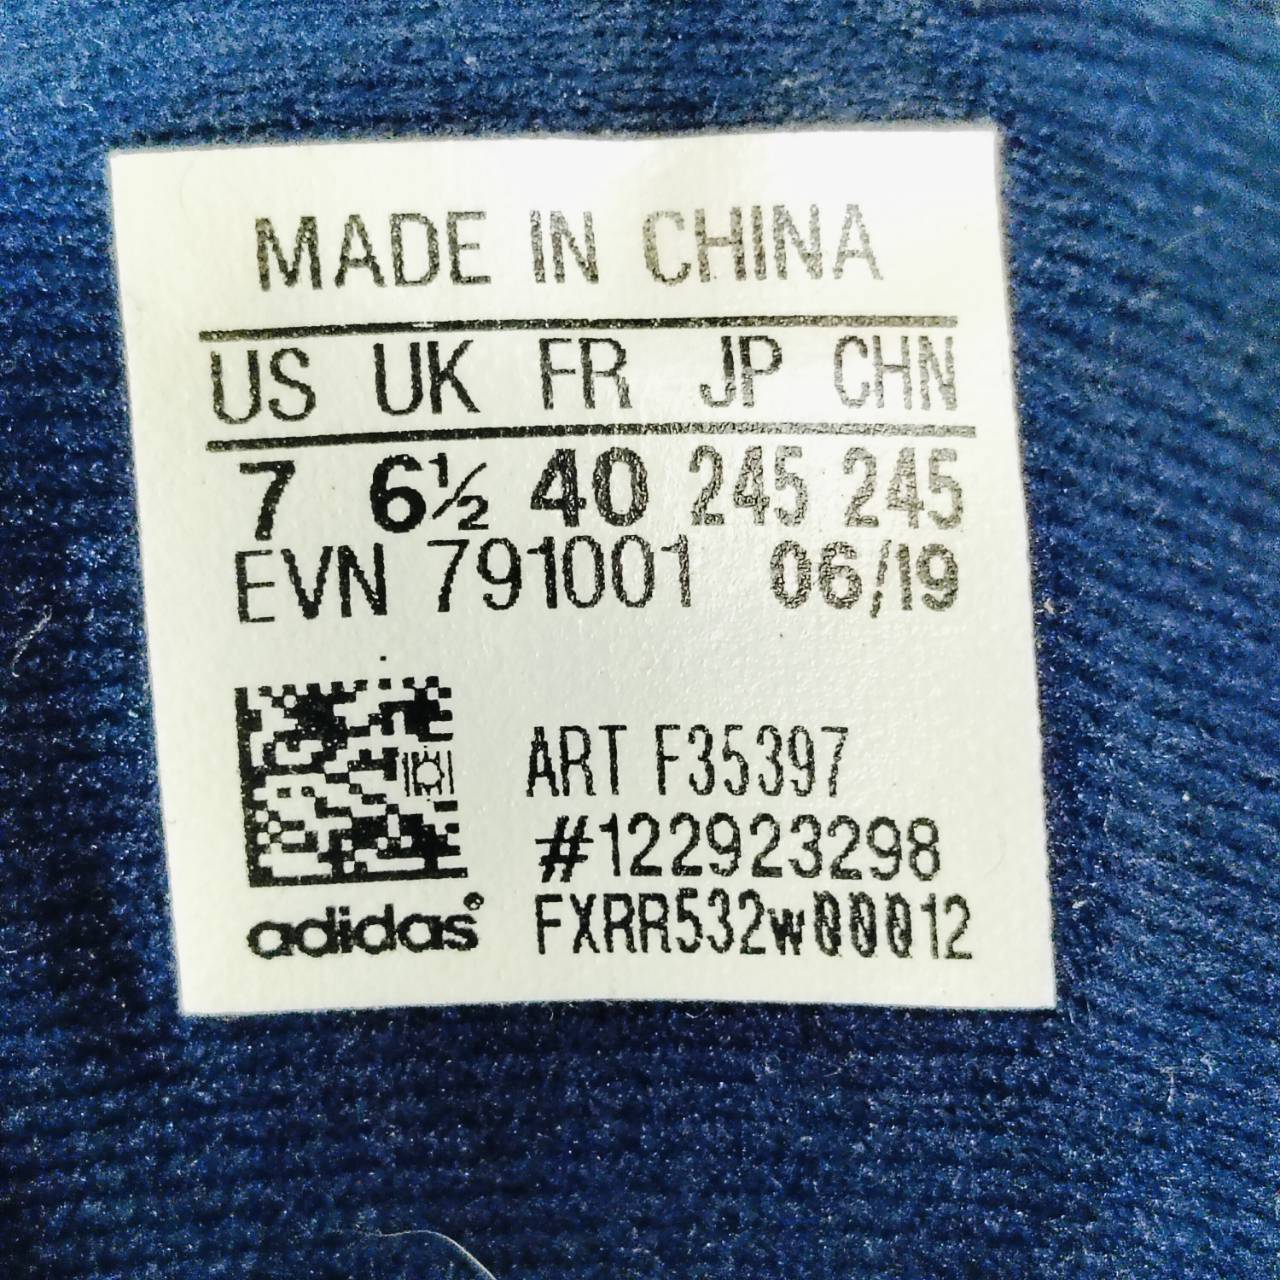 MADE IN CHINA
US UK FR JP CHN
7 6½ 40 245 245
EVN 791001 06/19
ART F35397
#122923298
adidas® FXRR532w00012